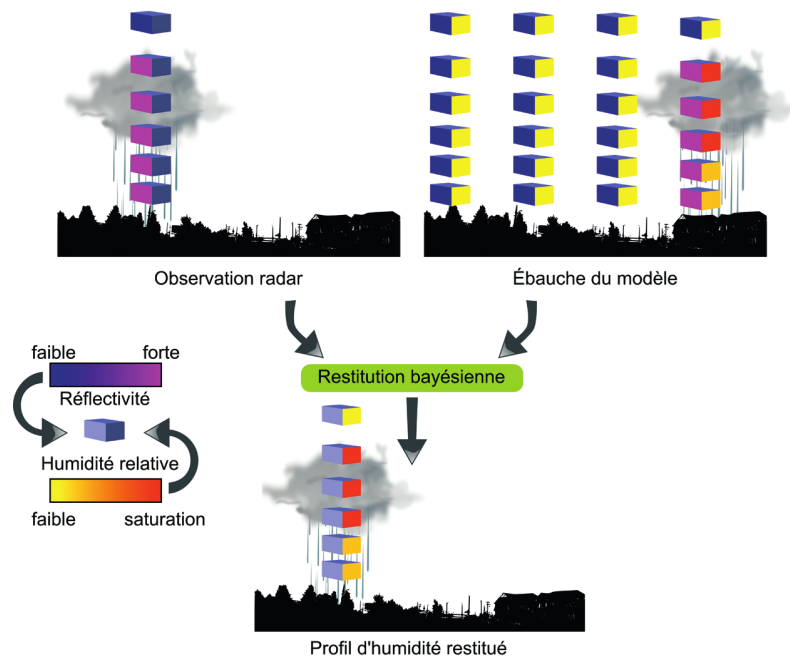 Observation radar
Ébauche du modèle
Restitution bayésienne
faible forte
Réflectivité
Humidité relative
faible saturation
Profil d'humidité restitué